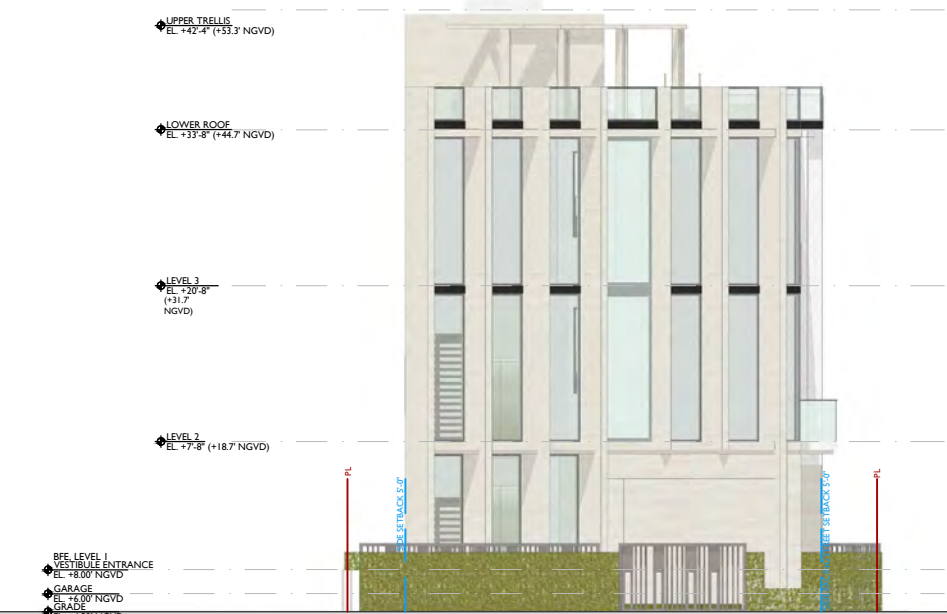 UPPER TRELLIS
EL. +42'-4" (+53.3' NGVD)
LOWER ROOF
EL. +33'-8" (+44.7' NGVD)
LEVEL 3
EL. +20'-8"
(+31.7'
NGVD)
LEVEL 2
EL. +7'-8" (+18.7' NGVD)
PL
SETBACK 5'-0"
SETBACK 5'-0"
PL
BFE, LEVEL 1
VESTIBULE ENTRANCE
EL. +8.00' NGVD
GARAGE
EL. +6.00' NGVD
GRADE